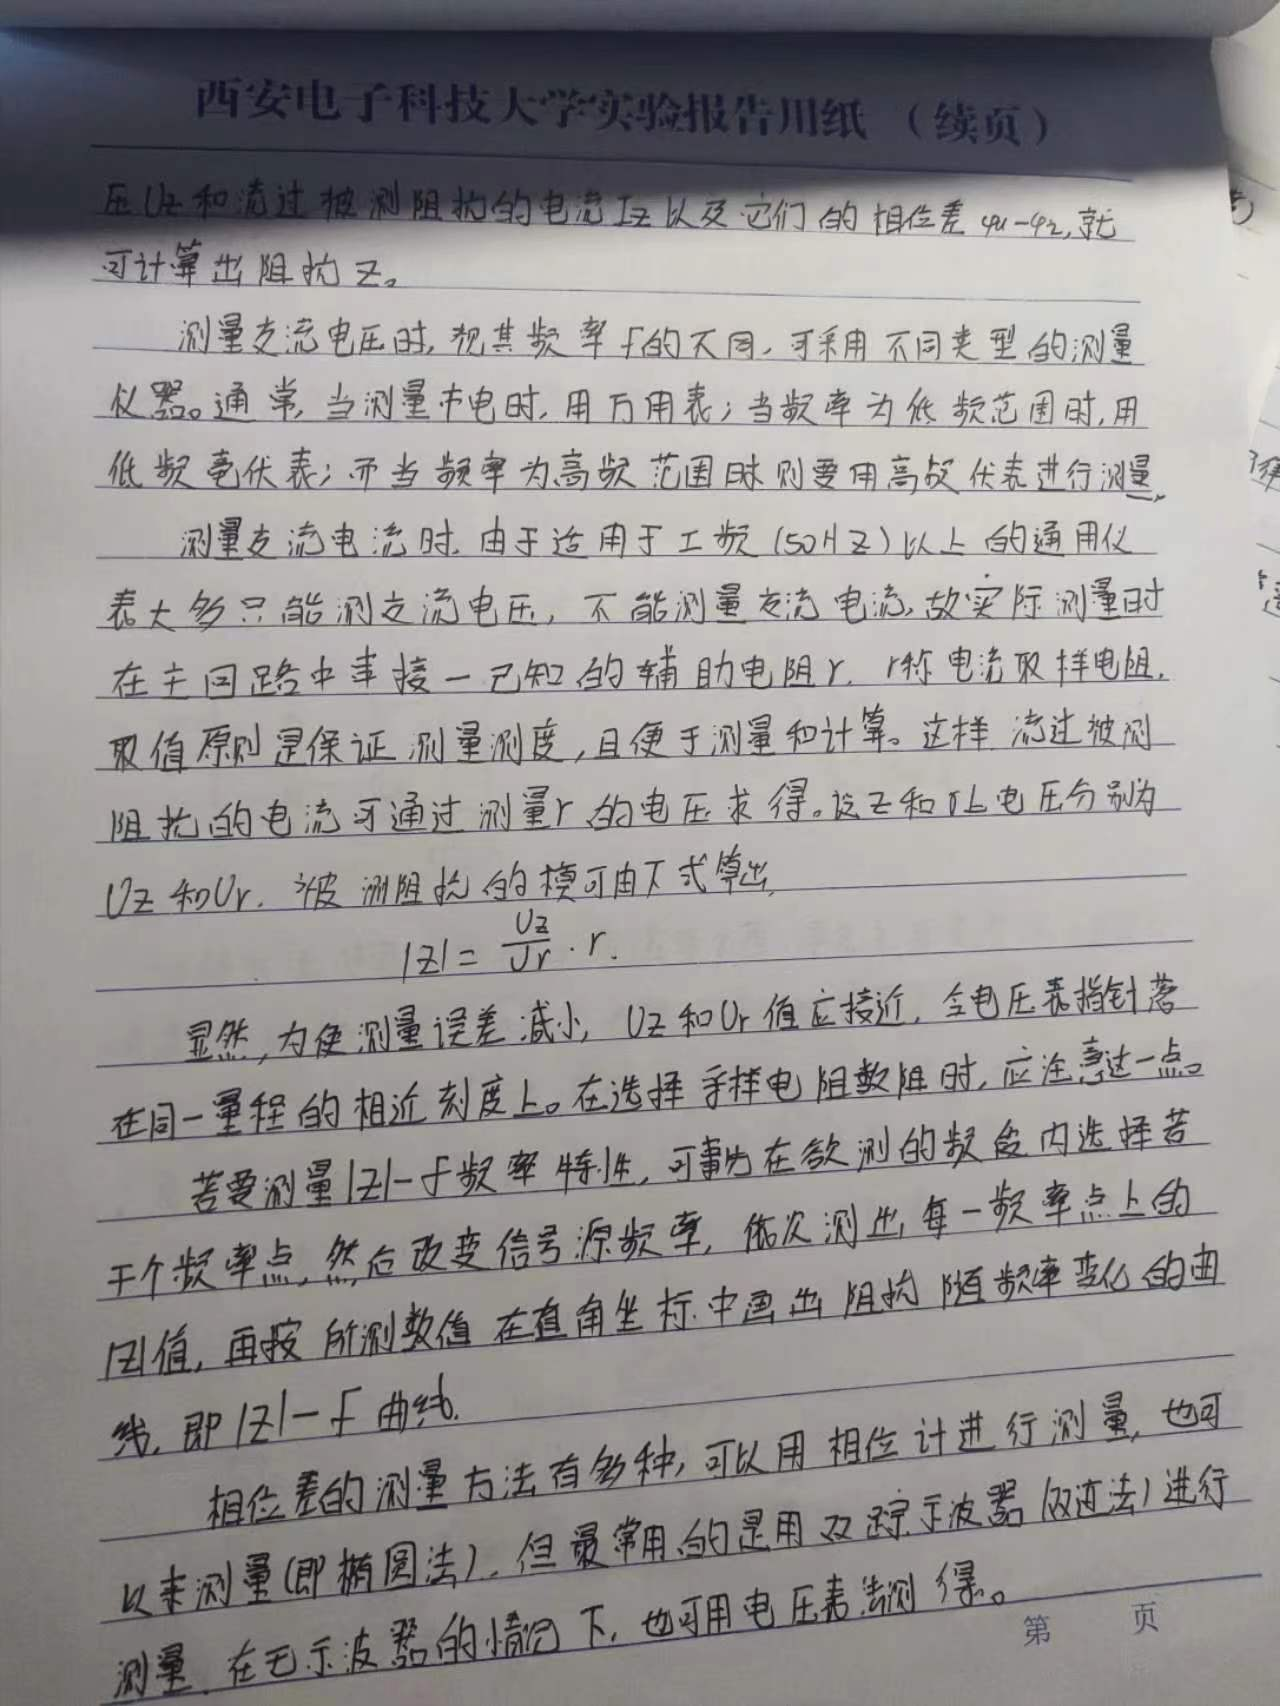 西安电子科技大学实验报告用纸（续页）
压Uz和流过被测阻抗的电流Iz以及它们的相位差φu-φz,就
可计算出阻抗Z。
测量交流电压时,视其频率f的不同,可采用不同类型的测量
仪器。通常,当测量市电时,用万用表;当频率为低频范围时,用
低频毫伏表;而当频率为高频范围时则要用高频伏表进行测量,
测量交流电流时,由于适用于工频(50HZ)以上的通用仪
表大多只能测交流电压,不能测量交流电流,故实际测量时
在主回路中串接一已知的辅助电阻r,r称电流取样电阻,
取值原则是保证测量测度,且便于测量和计算。这样流过被测
阻抗的电流可通过测量r的电压求得。设Z和r上电压分别为
Uz和Ur,被测阻抗的模可由下式算出,
|Z|=Uz/Ur·r.
显然,为使测量误差减小,Uz和Ur值应接近,令电压表指针落
在同一量程的相近刻度上。在选择采样电阻数阻时,应注意这一点。
若要测量|Z|-f频率特性,可事为在欲测的频段内选择若
干个频率点,然后改变信号源频率,依次测出每一频率点上的
|Z|值,再按所测数值在直角坐标中画出阻抗随频率变化的曲
线,即|Z|-f曲线.
相位差的测量方法有多种,可以用相位计进行测量,也可
以来测量(即椭圆法),但最常用的是用双踪示波器(双迹法)进行
测量,在无示波器的情况下,也可用电压表法测得。
第 页